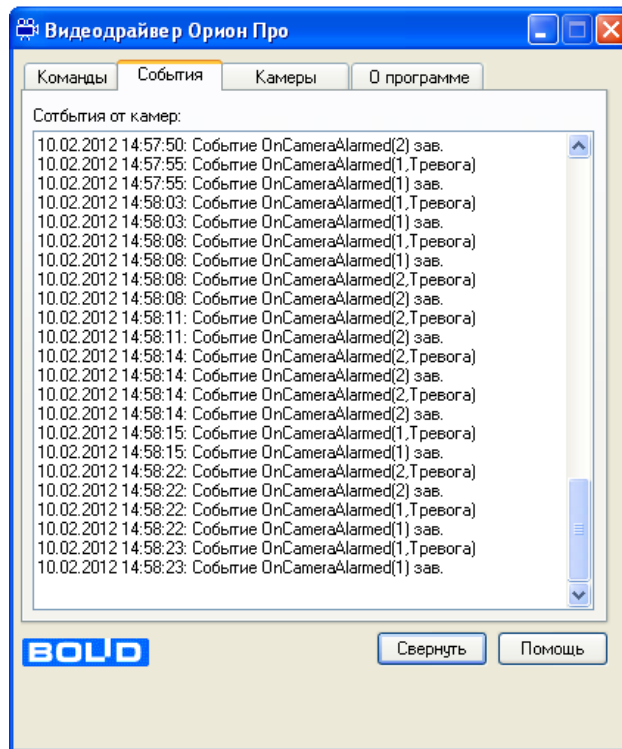 Видеодрайвер Орион Про
Команды События Камеры О программе
Сотбытия от камер:
10.02.2012 14:57:50: Событие OnCameraAlarmed(2) зав.
10.02.2012 14:57:55: Событие OnCameraAlarmed(1,Тревога)
10.02.2012 14:57:55: Событие OnCameraAlarmed(1) зав.
10.02.2012 14:58:03: Событие OnCameraAlarmed(1,Тревога)
10.02.2012 14:58:03: Событие OnCameraAlarmed(1) зав.
10.02.2012 14:58:08: Событие OnCameraAlarmed(1,Тревога)
10.02.2012 14:58:08: Событие OnCameraAlarmed(1) зав.
10.02.2012 14:58:08: Событие OnCameraAlarmed(2,Тревога)
10.02.2012 14:58:08: Событие OnCameraAlarmed(2) зав.
10.02.2012 14:58:11: Событие OnCameraAlarmed(2,Тревога)
10.02.2012 14:58:11: Событие OnCameraAlarmed(2) зав.
10.02.2012 14:58:14: Событие OnCameraAlarmed(2,Тревога)
10.02.2012 14:58:14: Событие OnCameraAlarmed(2) зав.
10.02.2012 14:58:14: Событие OnCameraAlarmed(2,Тревога)
10.02.2012 14:58:14: Событие OnCameraAlarmed(2) зав.
10.02.2012 14:58:15: Событие OnCameraAlarmed(1,Тревога)
10.02.2012 14:58:15: Событие OnCameraAlarmed(1) зав.
10.02.2012 14:58:22: Событие OnCameraAlarmed(2,Тревога)
10.02.2012 14:58:22: Событие OnCameraAlarmed(2) зав.
10.02.2012 14:58:22: Событие OnCameraAlarmed(1,Тревога)
10.02.2012 14:58:22: Событие OnCameraAlarmed(1) зав.
10.02.2012 14:58:23: Событие OnCameraAlarmed(1,Тревога)
10.02.2012 14:58:23: Событие OnCameraAlarmed(1) зав.
BOLID Свернуть Помощь